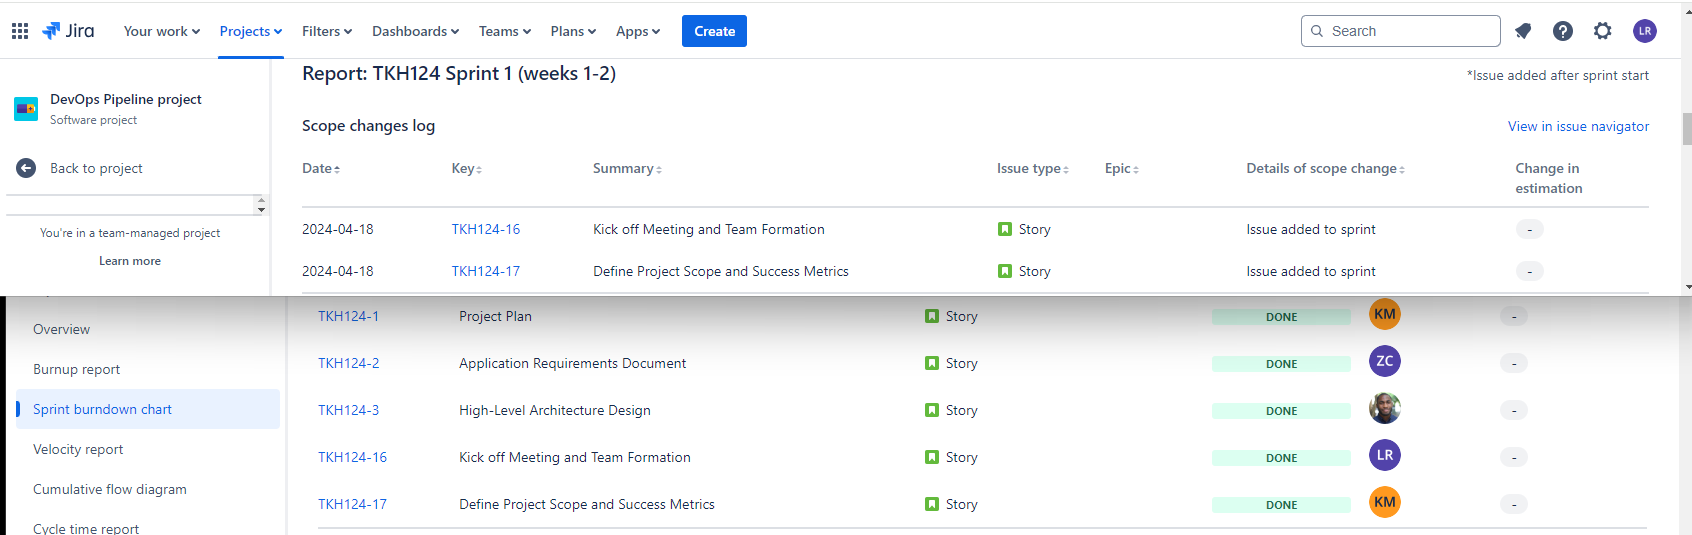 Jira Your work Projects Filters Dashboards Teams Plans Apps Create Search LR
Report: TKH124 Sprint 1 (weeks 1-2) *Issue added after sprint start
DevOps Pipeline project
Software project
Back to project
You're in a team-managed project
Learn more
Scope changes log View in issue navigator
Date Key Summary Issue type Epic Details of scope change Change in
estimation
2024-04-18 TKH124-16 Kick off Meeting and Team Formation Story Issue added to sprint -
2024-04-18 TKH124-17 Define Project Scope and Success Metrics Story Issue added to sprint -
Overview
Burnup report
Sprint burndown chart
Velocity report
Cumulative flow diagram
Cycle time report
TKH124-1 Project Plan Story DONE KM -
TKH124-2 Application Requirements Document Story DONE ZC -
TKH124-3 High-Level Architecture Design Story DONE -
TKH124-16 Kick off Meeting and Team Formation Story DONE LR -
TKH124-17 Define Project Scope and Success Metrics Story DONE KM -